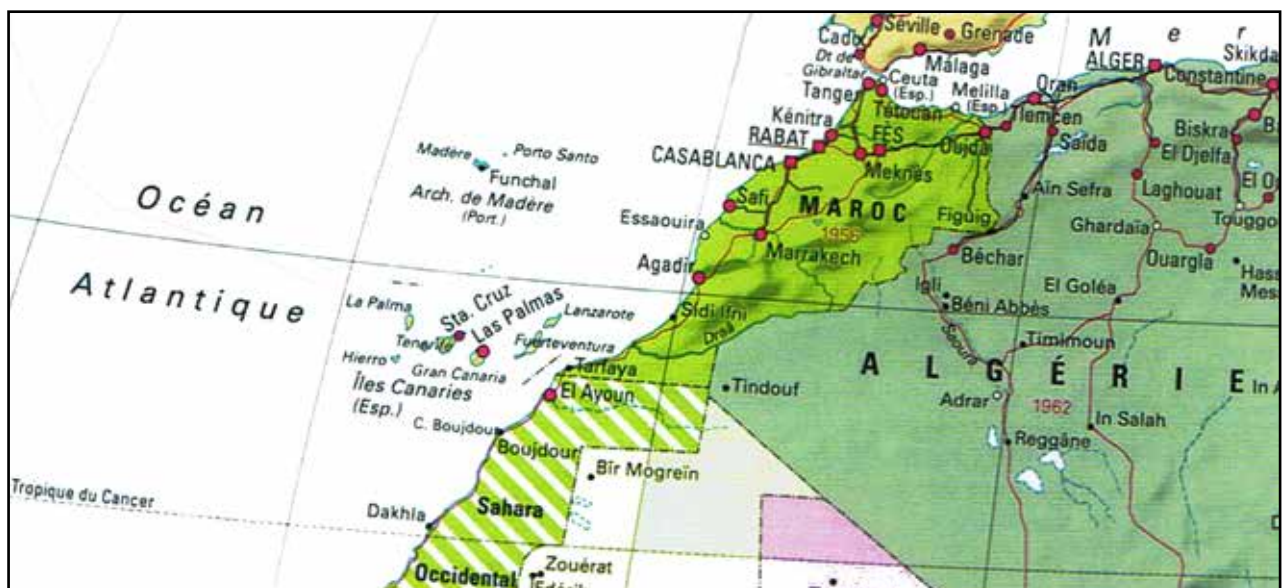 Séville
Grenade
Cadix
Dt de
Gibraltar
Málaga
Ceuta
(Esp.)
Melilla
(Esp.)
Tanger
Tétouan
M e r
ALGER
Skikda
Constantine
Oran
Tlemcen
Kénitra
RABAT
FÈS
Oujda
Saïda
Biskra
El Djelfa
CASABLANCA
Meknès
Madère
Porto Santo
Funchal
Arch. de Madère
(Port.)
Océan
Atlantique
Safi
MAROC
1956
Figuig
Aïn Sefra
Laghouat
Ghardaïa
Ouargla
Essaouira
Marrakech
Béchar
Agadir
Igli
Béni Abbès
El Goléa
La Palma
Sta. Cruz
Las Palmas
Lanzarote
Sidi Ifni
Draâ
Saoura
Timimoun
Tenerife
Fuerteventura
Hierro
Gran Canaria
Tarfaya
Îles Canaries
(Esp.)
El Ayoun
Tindouf
ALGÉRIE
Adrar
1962
In Salah
C. Boujdour
Boujdour
Reggâne
Bîr Mogreïn
Tropique du Cancer
Dakhla
Sahara
Occidental
Zouérat